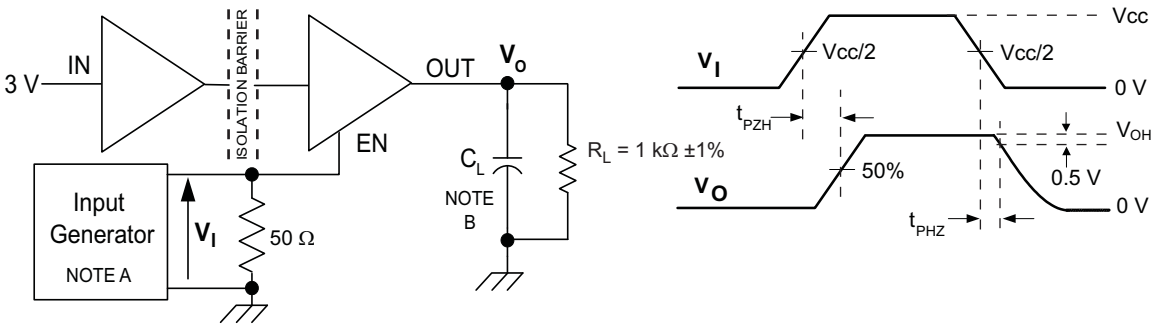 3 V
IN
ISOLATION BARRIER
OUT
EN
Vo
CL
NOTE
B
RL = 1 kΩ ±1%
Input
Generator
NOTE A
VI
50 Ω
VI
Vcc/2
Vcc/2
Vcc
0 V
tPZH
VO
50%
VOH
0.5 V
0 V
tPHZ